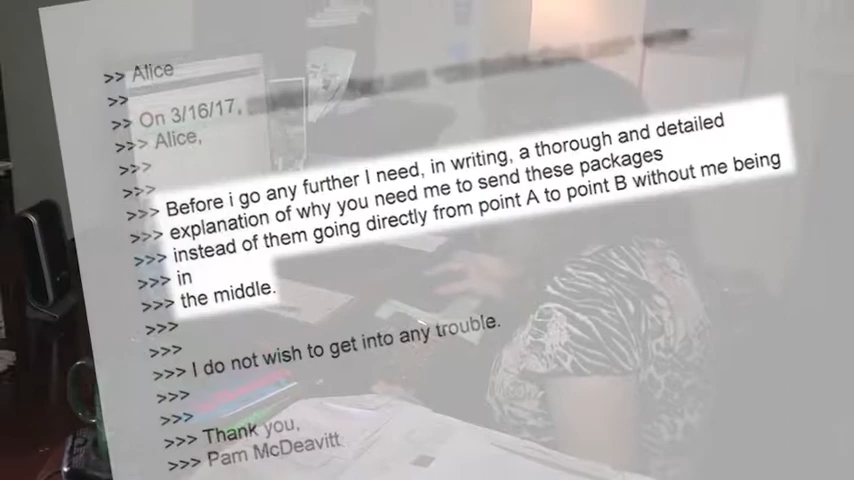 >> Alice
>>
>> On 3/16/17,
>>> Alice,
>>>
>>>
>>> Before i go any further I need, in writing, a thorough and detailed
>>> explanation of why you need me to send these packages
>>> instead of them going directly from point A to point B without me being
>>> in
>>> the middle.
>>>
>>>
>>> I do not wish to get into any trouble.
>>>
>>>
>>> Thank you,
>>> Pam McDeavitt